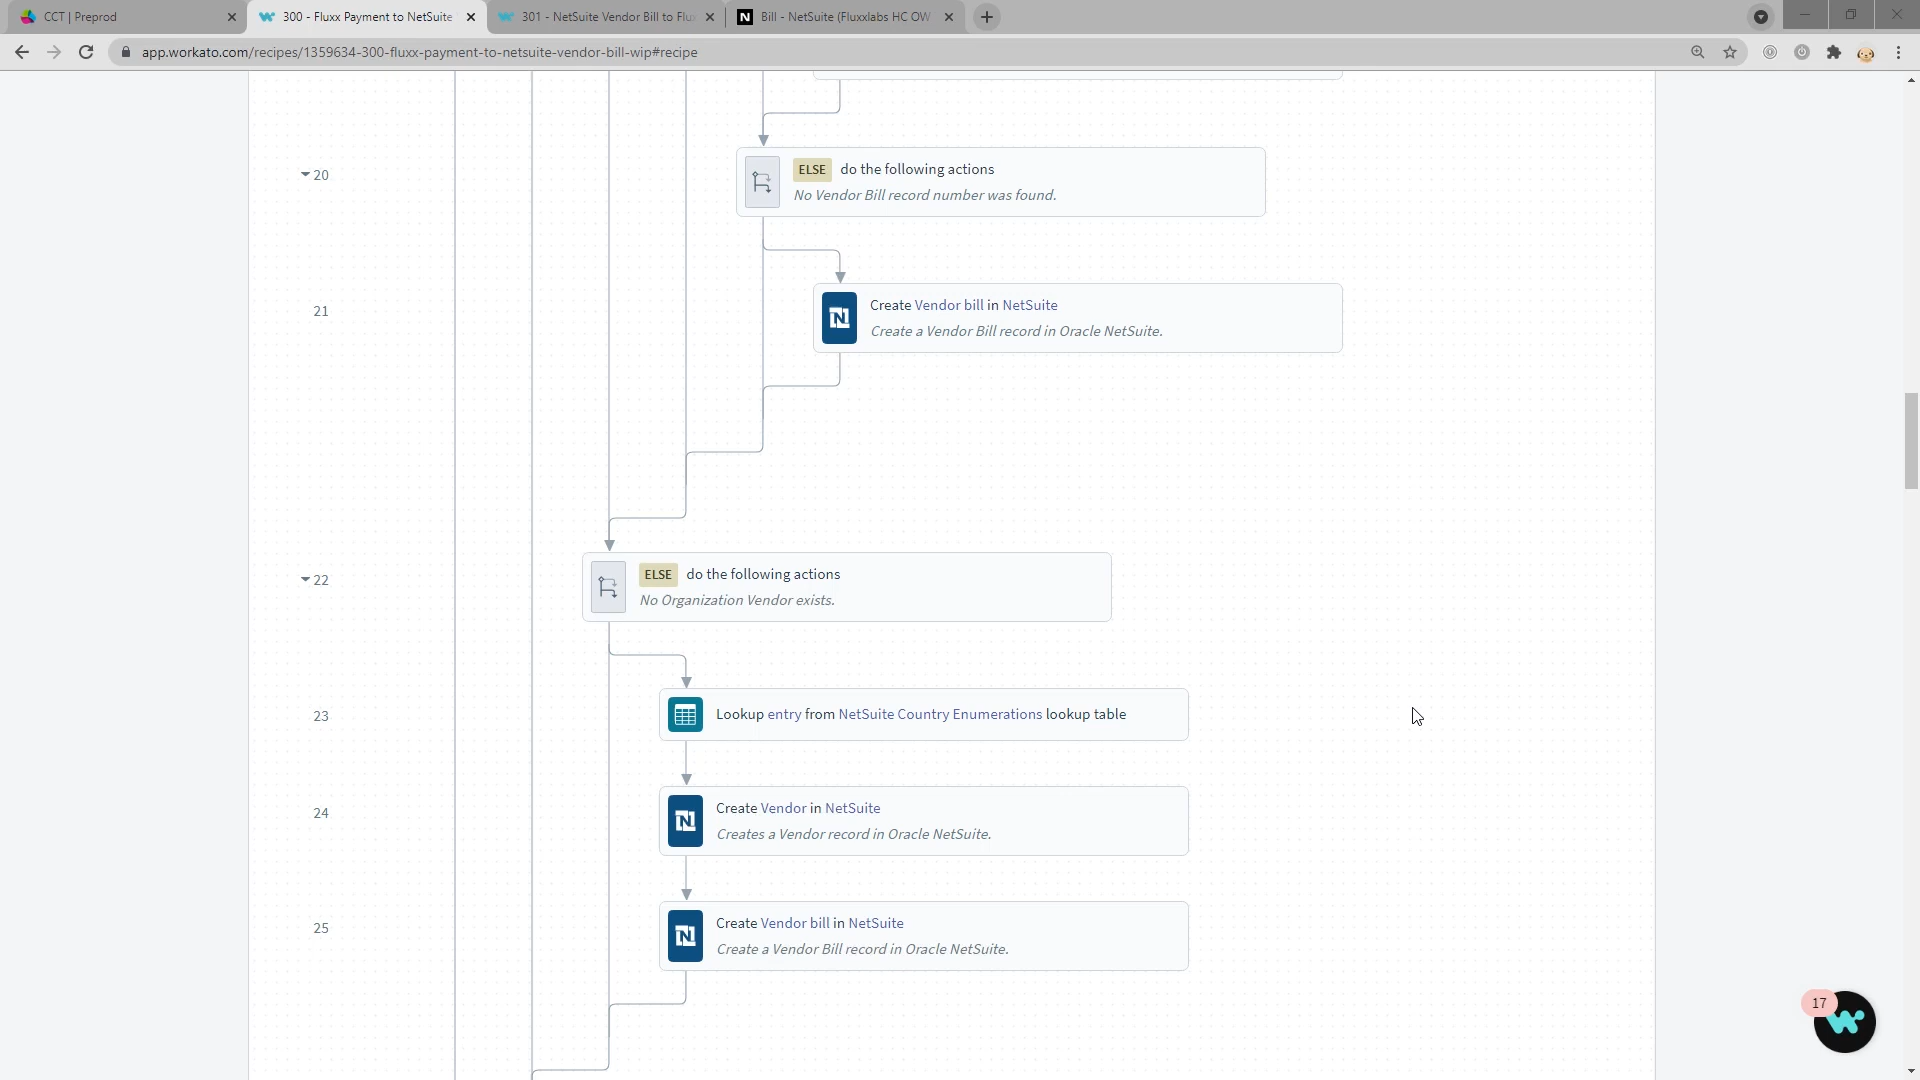 CCT | Preprod
300 - Fluxx Payment to NetSuite
301 - NetSuite Vendor Bill to Flu
Bill - NetSuite (Fluxxlabs HC OW
app.workato.com/recipes/1359634-300-fluxx-payment-to-netsuite-vendor-bill-wip#recipe
20
ELSE do the following actions
No Vendor Bill record number was found.
21
Create Vendor bill in NetSuite
Create a Vendor Bill record in Oracle NetSuite.
22
ELSE do the following actions
No Organization Vendor exists.
23
Lookup entry from NetSuite Country Enumerations lookup table
24
Create Vendor in NetSuite
Creates a Vendor record in Oracle NetSuite.
25
Create Vendor bill in NetSuite
Create a Vendor Bill record in Oracle NetSuite.
17